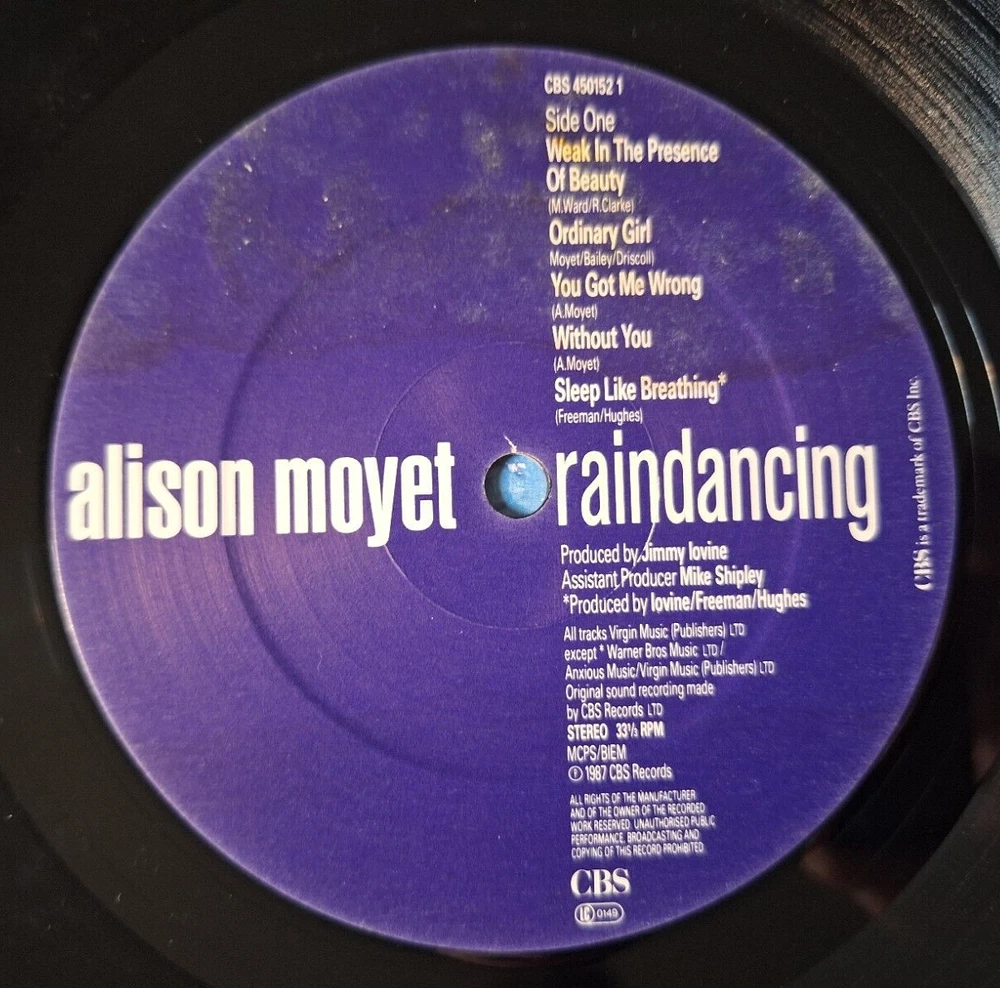 CBS 450152 1
Side One
Weak In The Presence
Of Beauty
(M.Ward/R.Clarke)
Ordinary Girl
Moyet/Bailey/Driscoll)
You Got Me Wrong
(A.Moyet)
Without You
(A.Moyet)
Sleep Like Breathing*
(Freeman/Hughes)
alison moyet raindancing
Produced by Jimmy Iovine
Assistant Producer Mike Shipley
*Produced by Iovine/Freeman/Hughes
All tracks Virgin Music (Publishers) LTD
except * Warner Bros Music LTD /
Anxious Music/Virgin Music (Publishers) LTD
Original sound recording made
by CBS Records LTD
STEREO 33⅓ RPM
MCPS/BIEM
Ⓟ 1987 CBS Records
ALL RIGHTS OF THE MANUFACTURER
AND OF THE OWNER OF THE RECORDED
WORK RESERVED. UNAUTHORISED PUBLIC
PERFORMANCE, BROADCASTING AND
COPYING OF THIS RECORD PROHIBITED
CBS
LC 0149
CBS is a trademark of CBS Inc.